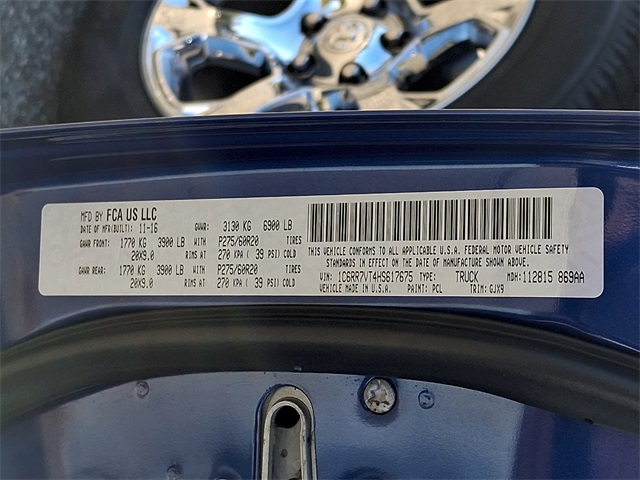 MFD BY FCA US LLC
DATE OF MFR(BUILT): 11-16 GVWR: 3130 KG 6900 LB
GAWR FRONT: 1770 KG 3900 LB WITH P275/60R20 TIRES
20X9.0 RIMS AT 270 KPA ( 39 PSI) COLD
GAWR REAR: 1770 KG 3900 LB WITH P275/60R20 TIRES
20X9.0 RIMS AT 270 KPA ( 39 PSI) COLD
THIS VEHICLE CONFORMS TO ALL APPLICABLE U.S.A. FEDERAL MOTOR VEHICLE SAFETY
STANDARDS IN EFFECT ON THE DATE OF MANUFACTURE SHOWN ABOVE.
VIN: 1C6RR7VT4HS617675 TYPE: TRUCK MDH: 112815 869AA
VEHICLE MADE IN U.S.A. PAINT: PCL TRIM: GJX9